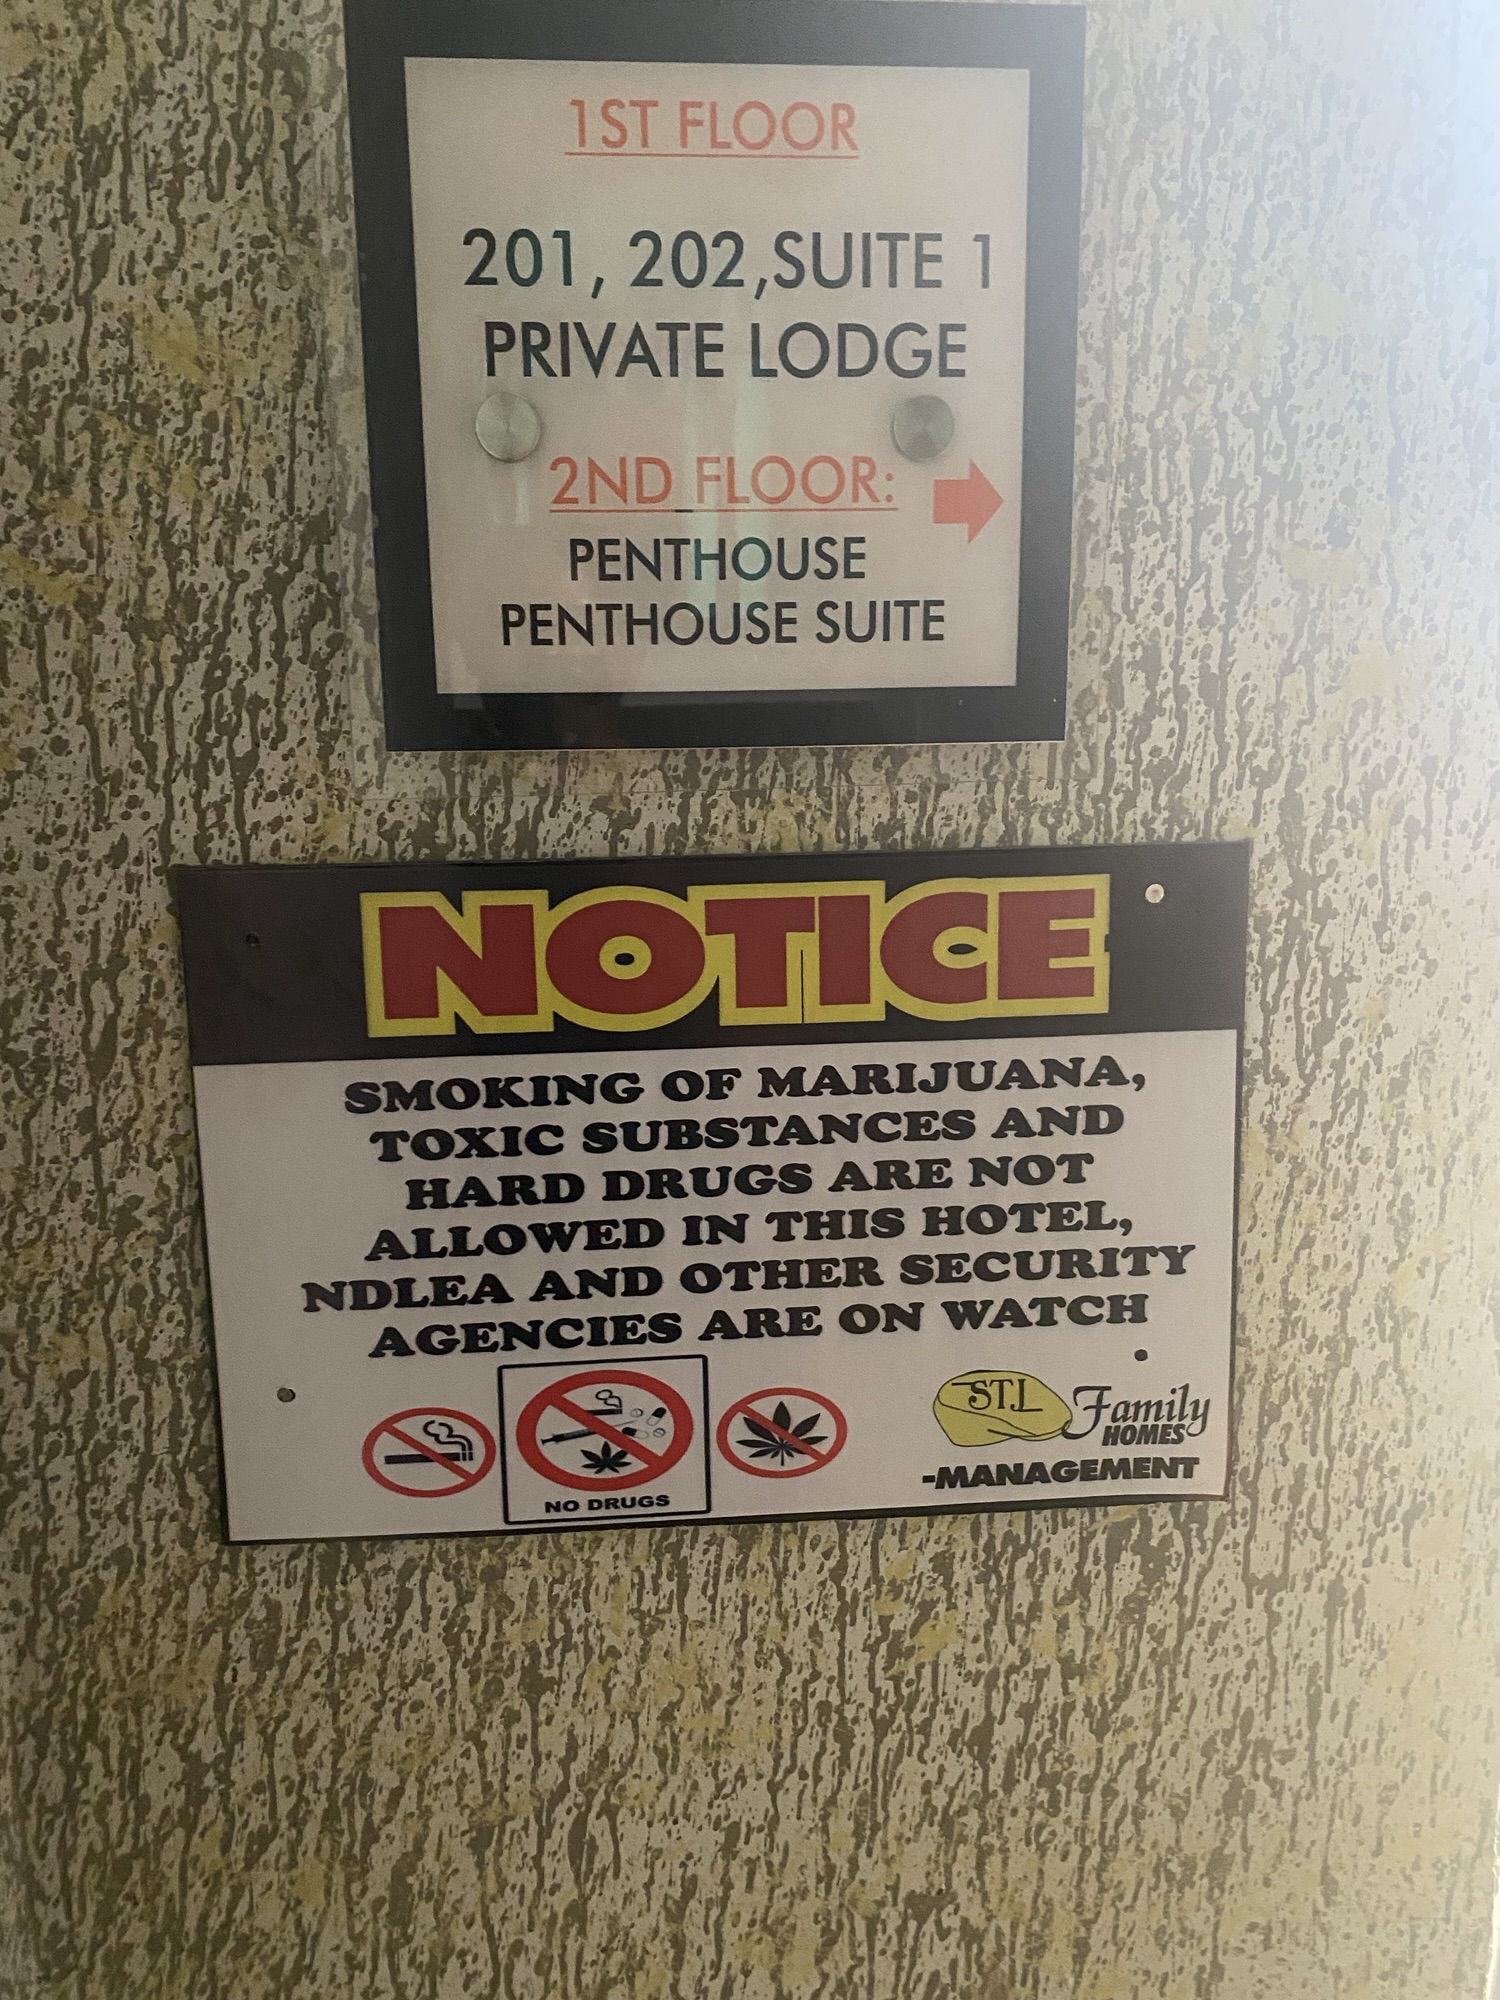 1ST FLOOR
201, 202,SUITE 1
PRIVATE LODGE
2ND FLOOR:
PENTHOUSE
PENTHOUSE SUITE
NOTICE
SMOKING OF MARIJUANA,
TOXIC SUBSTANCES AND
HARD DRUGS ARE NOT
ALLOWED IN THIS HOTEL,
NDLEA AND OTHER SECURITY
AGENCIES ARE ON WATCH
NO DRUGS
STL Family
HOMES
-MANAGEMENT